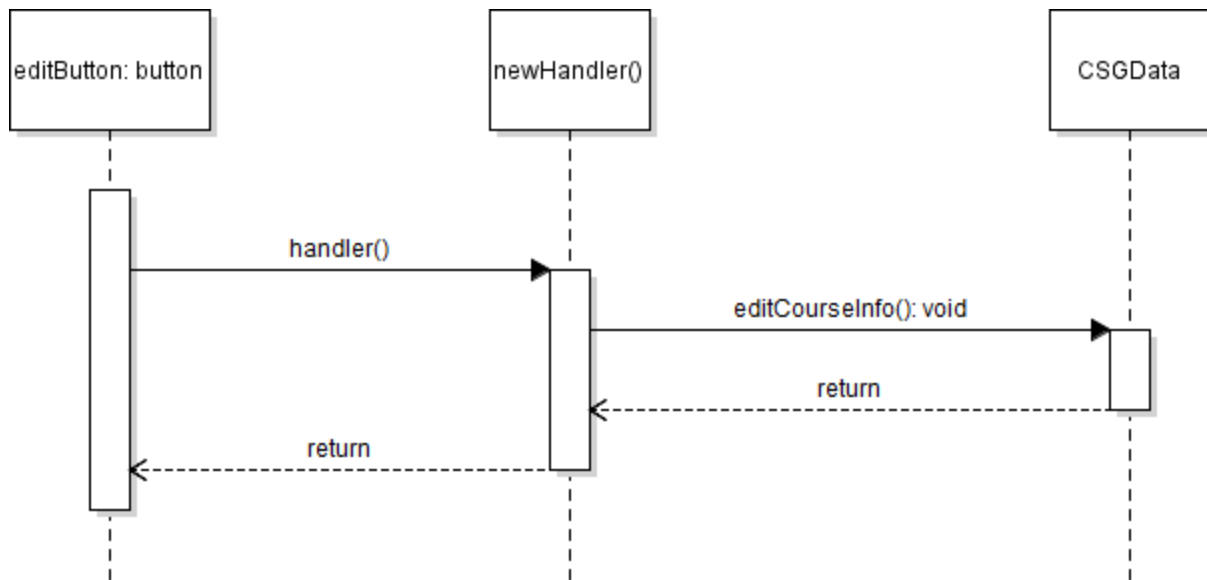 editButton: button
newHandler()
CSGData
handler()
editCourseInfo(): void
return
return